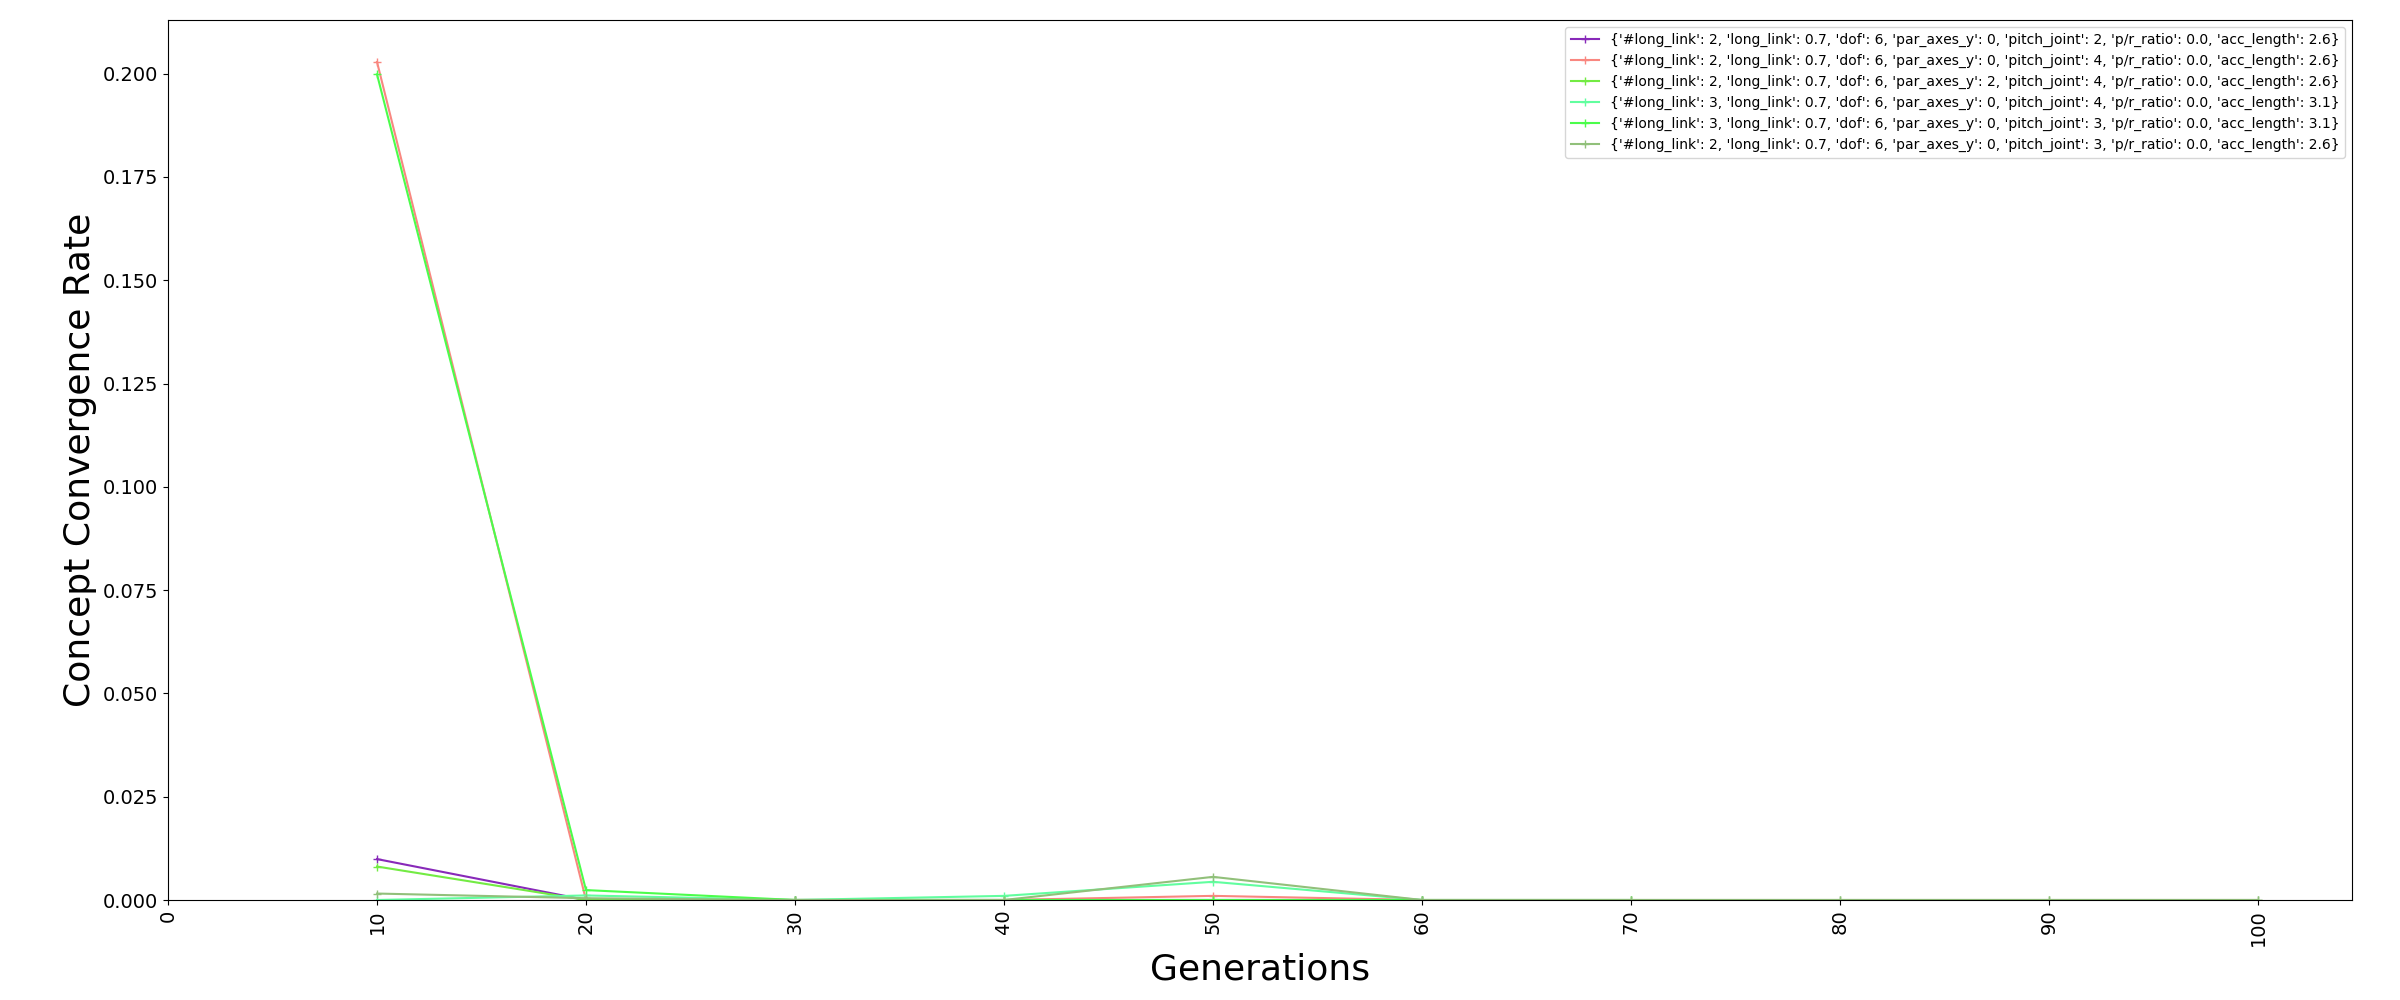 {'#long_link': 2, 'long_link': 0.7, 'dof': 6, 'par_axes_y': 0, 'pitch_joint': 2, 'p/r_ratio': 0.0, 'acc_length': 2.6}
{'#long_link': 2, 'long_link': 0.7, 'dof': 6, 'par_axes_y': 0, 'pitch_joint': 4, 'p/r_ratio': 0.0, 'acc_length': 2.6}
{'#long_link': 2, 'long_link': 0.7, 'dof': 6, 'par_axes_y': 2, 'pitch_joint': 4, 'p/r_ratio': 0.0, 'acc_length': 2.6}
{'#long_link': 3, 'long_link': 0.7, 'dof': 6, 'par_axes_y': 0, 'pitch_joint': 4, 'p/r_ratio': 0.0, 'acc_length': 3.1}
{'#long_link': 3, 'long_link': 0.7, 'dof': 6, 'par_axes_y': 0, 'pitch_joint': 3, 'p/r_ratio': 0.0, 'acc_length': 3.1}
{'#long_link': 2, 'long_link': 0.7, 'dof': 6, 'par_axes_y': 0, 'pitch_joint': 3, 'p/r_ratio': 0.0, 'acc_length': 2.6}
Concept Convergence Rate
0.200
0.175
0.150
0.125
0.100
0.075
0.050
0.025
0.000
0
10
20
30
40
50
60
70
80
90
100
Generations